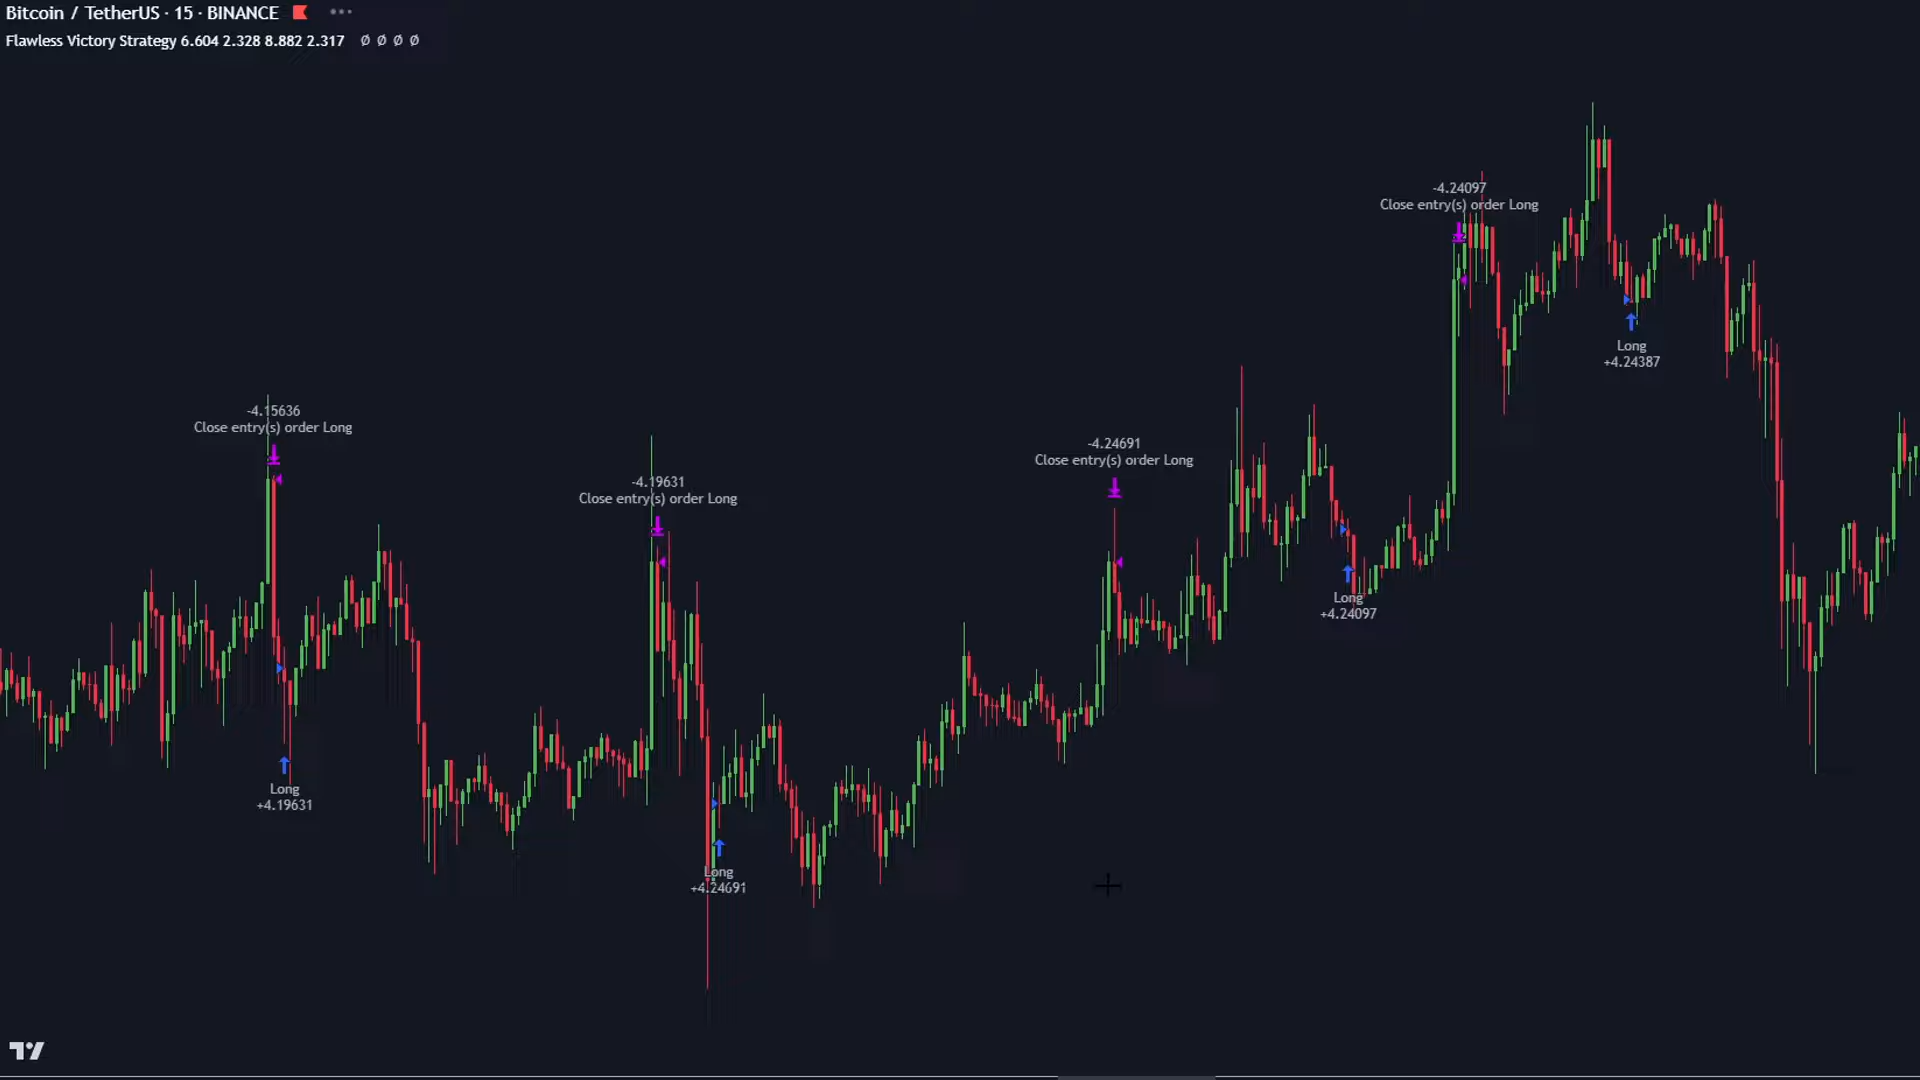 Bitcoin / TetherUS · 15 · BINANCE
Flawless Victory Strategy 6.604 2.328 8.882 2.317 Ø Ø Ø Ø
-4.24097
Close entry(s) order Long
Long
+4.24387
-4.15636
Close entry(s) order Long
-4.24691
Close entry(s) order Long
-4.19631
Close entry(s) order Long
Long
+4.24097
Long
+4.19631
Long
+4.24691